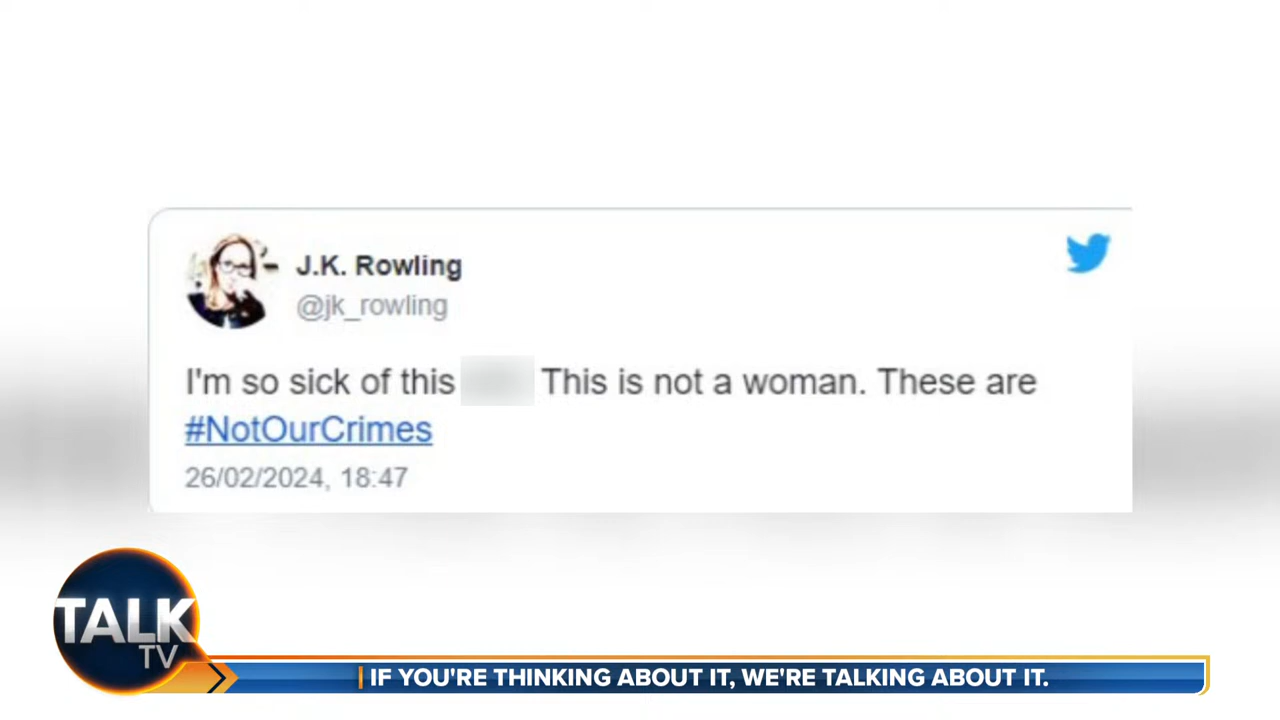 J.K. Rowling
@jk_rowling
I'm so sick of this This is not a woman. These are
#NotOurCrimes
26/02/2024, 18:47
TALK
TV
IF YOU'RE THINKING ABOUT IT, WE'RE TALKING ABOUT IT.